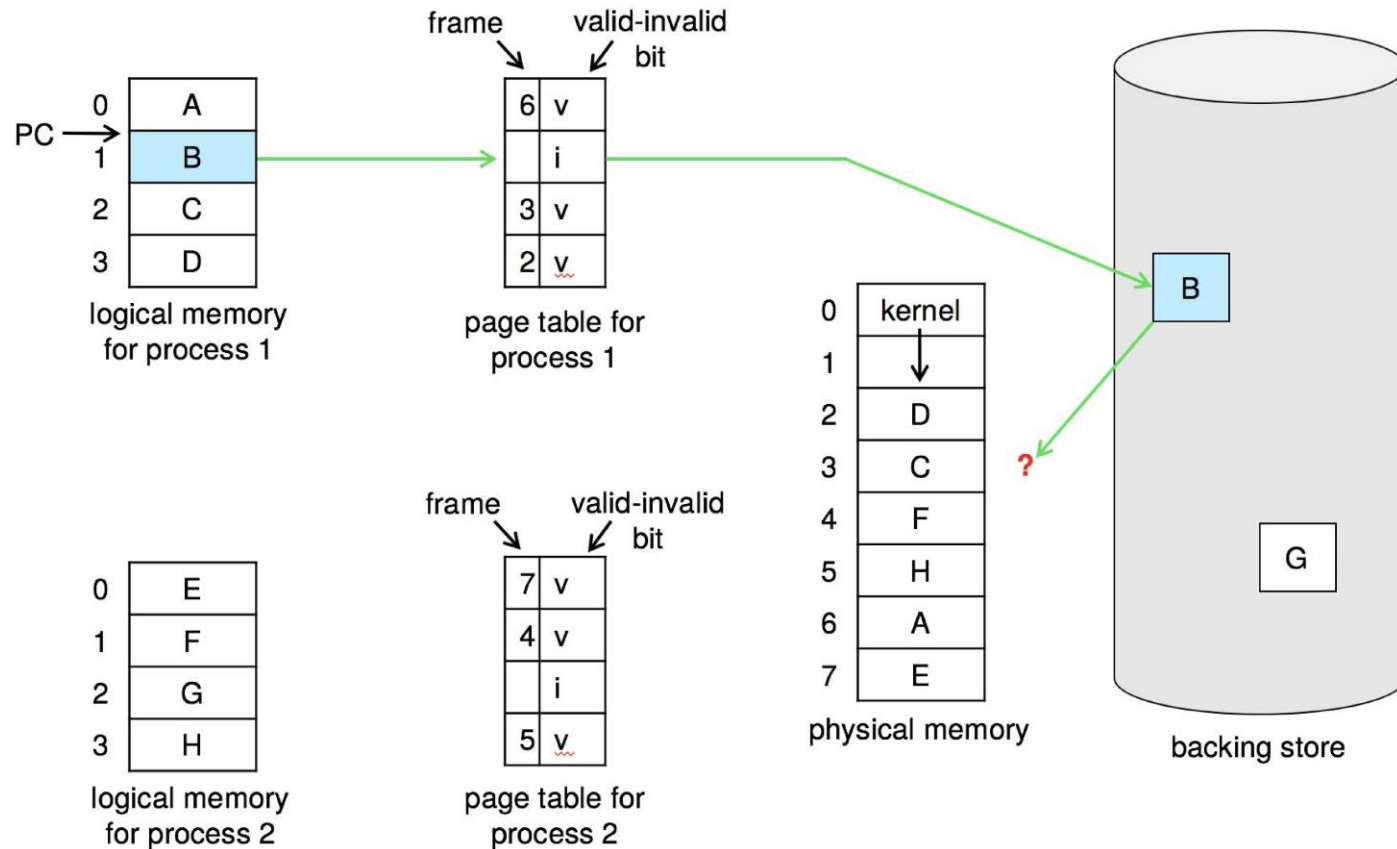 frame
valid-invalid
bit
PC
0 A
1 B
2 C
3 D
logical memory
for process 1
6 v
i
3 v
2 v
page table for
process 1
0 kernel
1
2 D
3 C
4 F
5 H
6 A
7 E
physical memory
?
B
G
backing store
frame
valid-invalid
bit
0 E
1 F
2 G
3 H
logical memory
for process 2
7 v
4 v
i
5 v
page table for
process 2